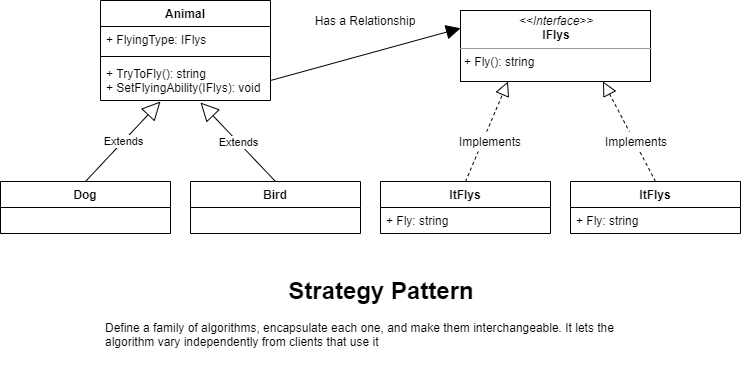 Animal
+ FlyingType: IFlys
+ TryToFly(): string
+ SetFlyingAbility(IFlys): void
Has a Relationship
<<Interface>>
IFlys
+ Fly(): string
Extends
Extends
Implements
Implements
Dog
Bird
ItFlys
+ Fly: string
ItFlys
+ Fly: string
Strategy Pattern
Define a family of algorithms, encapsulate each one, and make them interchangeable. It lets the
algorithm vary independently from clients that use it